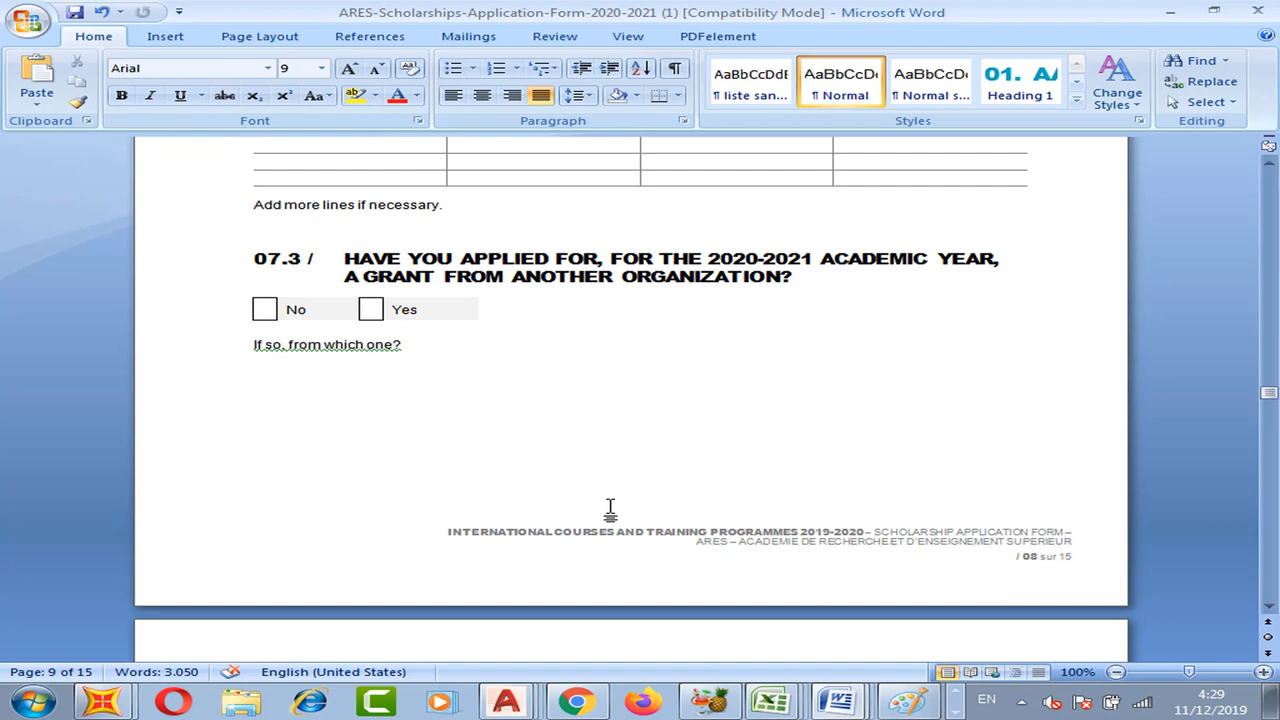 ARES-Scholarships-Application-Form-2020-2021 (1) [Compatibility Mode] - Microsoft Word
Home Insert Page Layout References Mailings Review View PDFelement
Paste
Clipboard
Arial 9
Font
Paragraph
AaBbCcDdE AaBbCcDc AaBbCcDc 01. AA
¶ liste san... ¶ Normal ¶ Normal s... Heading 1
Change Styles
Styles
Find
Replace
Select
Editing
Add more lines if necessary.
07.3 / HAVE YOU APPLIED FOR, FOR THE 2020-2021 ACADEMIC YEAR,
A GRANT FROM ANOTHER ORGANIZATION?
No Yes
If so, from which one?
INTERNATIONAL COURSES AND TRAINING PROGRAMMES 2019-2020 – SCHOLARSHIP APPLICATION FORM –
ARES – ACADEMIE DE RECHERCHE ET D'ENSEIGNEMENT SUPERIEUR
/ 08 sur 15
Page: 9 of 15 Words: 3.050 English (United States) 100%
EN 4:29
11/12/2019